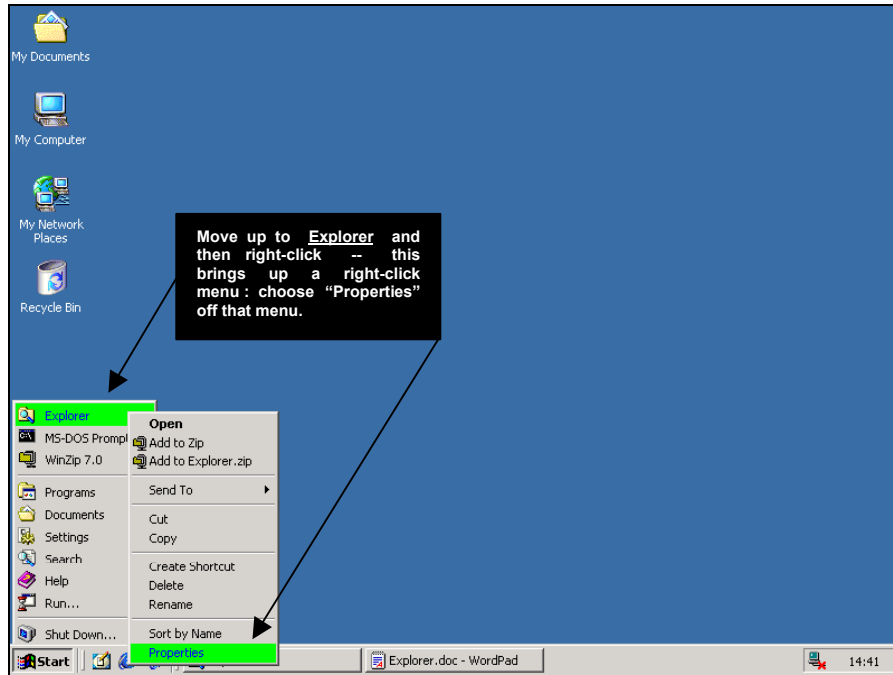 My Documents
My Computer
My Network
Places
Recycle Bin
Move up to Explorer and
then right-click -- this
brings up a right-click
menu : choose “Properties”
off that menu.
Explorer
MS-DOS Prompt
WinZip 7.0
Programs
Documents
Settings
Search
Help
Run...
Shut Down...
Open
Add to Zip
Add to Explorer.zip
Send To
Cut
Copy
Create Shortcut
Delete
Rename
Sort by Name
Properties
Start
Explorer.doc - WordPad
14:41